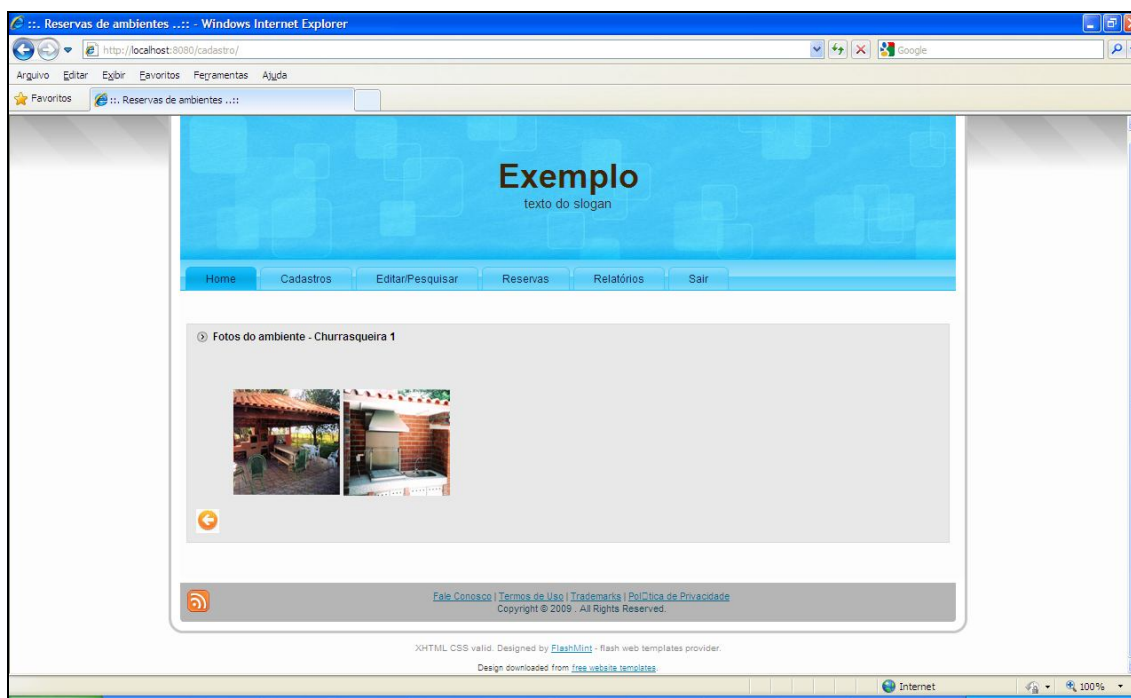 ::. Reservas de ambientes ..:: - Windows Internet Explorer
http://localhost:8080/cadastro/
Google
Arquivo Editar Exibir Favoritos Ferramentas Ajuda
Favoritos ::. Reservas de ambientes ..::
Exemplo
texto do slogan
Home Cadastros Editar/Pesquisar Reservas Relatórios Sair
Fotos do ambiente - Churrasqueira 1
Fale Conosco | Termos de Uso | Trademarks | Pol□tica de Privacidade
Copyright © 2009 . All Rights Reserved.
XHTML CSS valid. Designed by FlashMint - flash web templates provider.
Design downloaded from free website templates.
Internet 100%